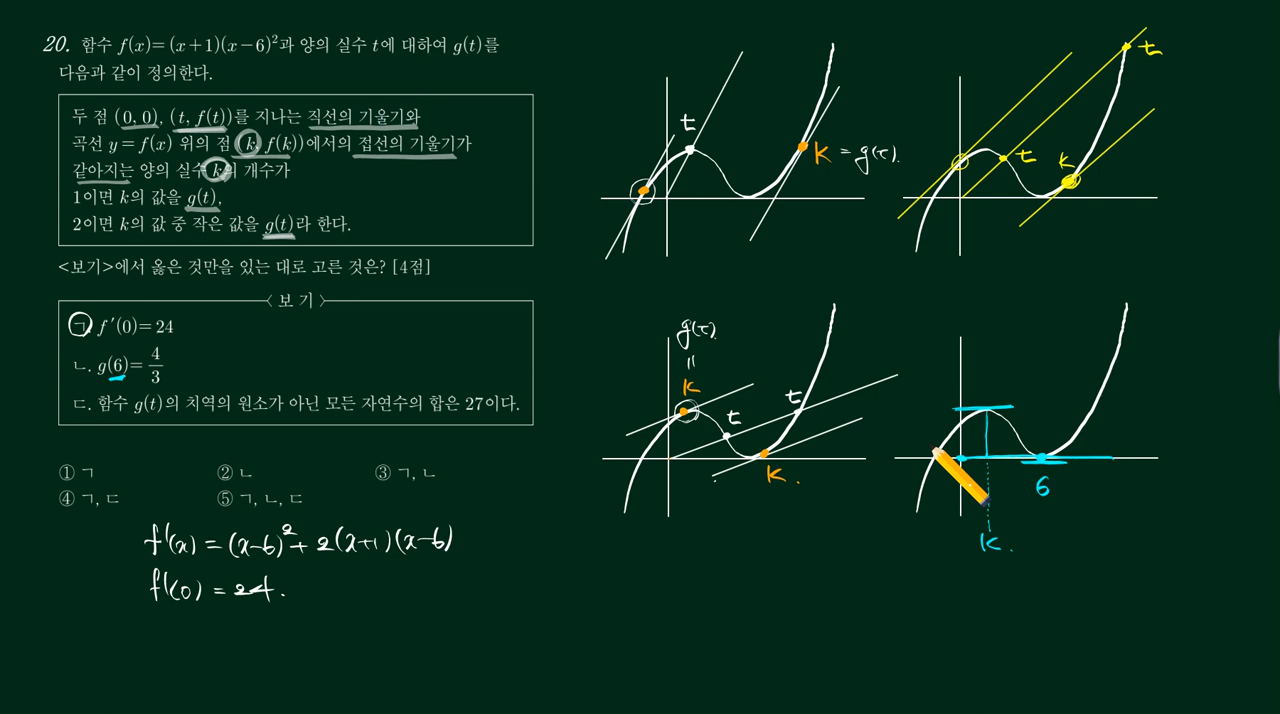 20. 함수 f(x)=(x+1)(x-6)²과 양의 실수 t에 대하여 g(t)를
다음과 같이 정의한다.
두 점 (0, 0), (t, f(t))를 지나는 직선의 기울기와
곡선 y=f(x) 위의 점 (k, f(k))에서의 접선의 기울기가
같아지는 양의 실수 k의 개수가
1이면 k의 값을 g(t),
2이면 k의 값 중 작은 값을 g(t)라 한다.
<보기>에서 옳은 것만을 있는 대로 고른 것은? [4점]
<보 기>
ㄱ. f′(0)=24
ㄴ. g(6)=4/3
ㄷ. 함수 g(t)의 치역의 원소가 아닌 모든 자연수의 합은 27이다.
① ㄱ ② ㄴ ③ ㄱ, ㄴ
④ ㄱ, ㄷ ⑤ ㄱ, ㄴ, ㄷ
f′(x) = (x-6)²+2(x+1)(x-6)
f′(0) = 24.
t
K = g(t).
t
t
K
g(t).
=
K
t
t
K.
6
K.